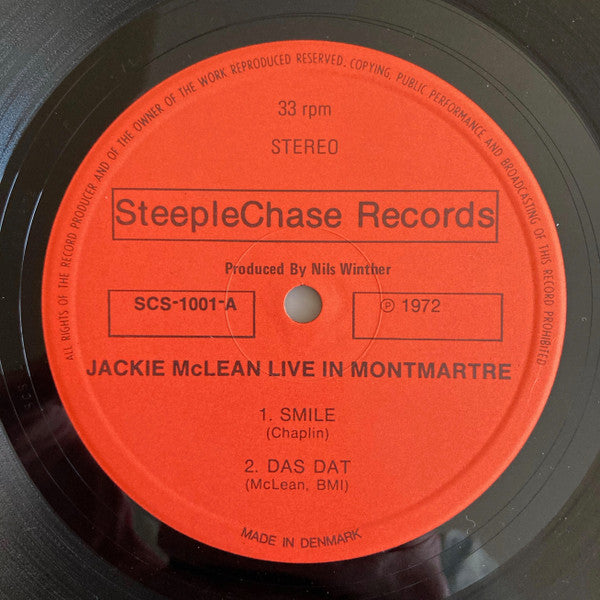 ALL RIGHTS OF THE RECORD PRODUCER AND OF THE OWNER OF THE WORK REPRODUCED RESERVED. COPYING, PUBLIC PERFORMANCE AND BROADCASTING OF THIS RECORD PROHIBITED
33 rpm
STEREO
SteepleChase Records
Produced By Nils Winther
SCS-1001-A
℗ 1972
JACKIE McLEAN LIVE IN MONTMARTRE
1. SMILE
(Chaplin)
2. DAS DAT
(McLean, BMI)
MADE IN DENMARK